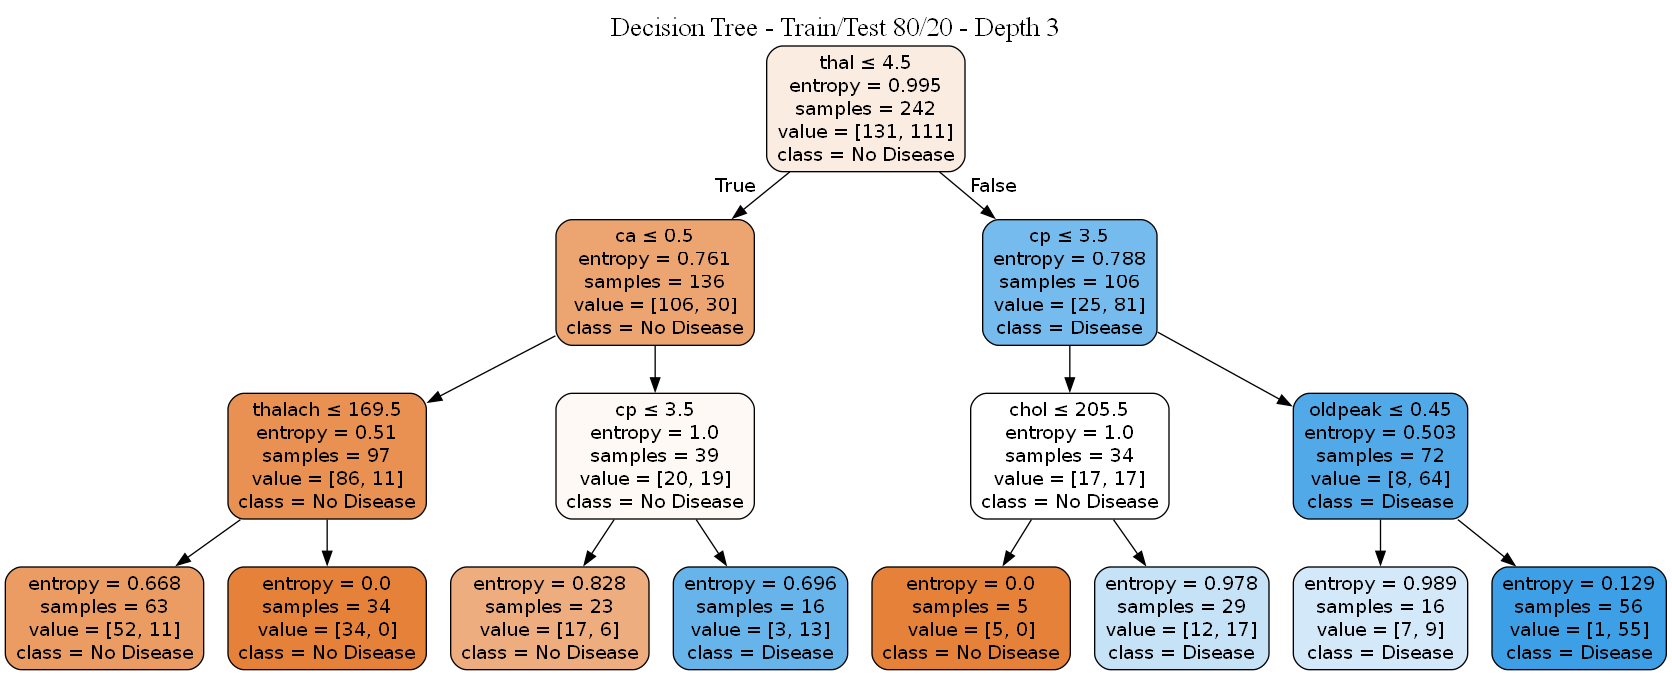 Decision Tree - Train/Test 80/20 - Depth 3
thal ≤ 4.5
entropy = 0.995
samples = 242
value = [131, 111]
class = No Disease
True
False
ca ≤ 0.5
entropy = 0.761
samples = 136
value = [106, 30]
class = No Disease
cp ≤ 3.5
entropy = 0.788
samples = 106
value = [25, 81]
class = Disease
thalach ≤ 169.5
entropy = 0.51
samples = 97
value = [86, 11]
class = No Disease
cp ≤ 3.5
entropy = 1.0
samples = 39
value = [20, 19]
class = No Disease
chol ≤ 205.5
entropy = 1.0
samples = 34
value = [17, 17]
class = No Disease
oldpeak ≤ 0.45
entropy = 0.503
samples = 72
value = [8, 64]
class = Disease
entropy = 0.668
samples = 63
value = [52, 11]
class = No Disease
entropy = 0.0
samples = 34
value = [34, 0]
class = No Disease
entropy = 0.828
samples = 23
value = [17, 6]
class = No Disease
entropy = 0.696
samples = 16
value = [3, 13]
class = Disease
entropy = 0.0
samples = 5
value = [5, 0]
class = No Disease
entropy = 0.978
samples = 29
value = [12, 17]
class = Disease
entropy = 0.989
samples = 16
value = [7, 9]
class = Disease
entropy = 0.129
samples = 56
value = [1, 55]
class = Disease